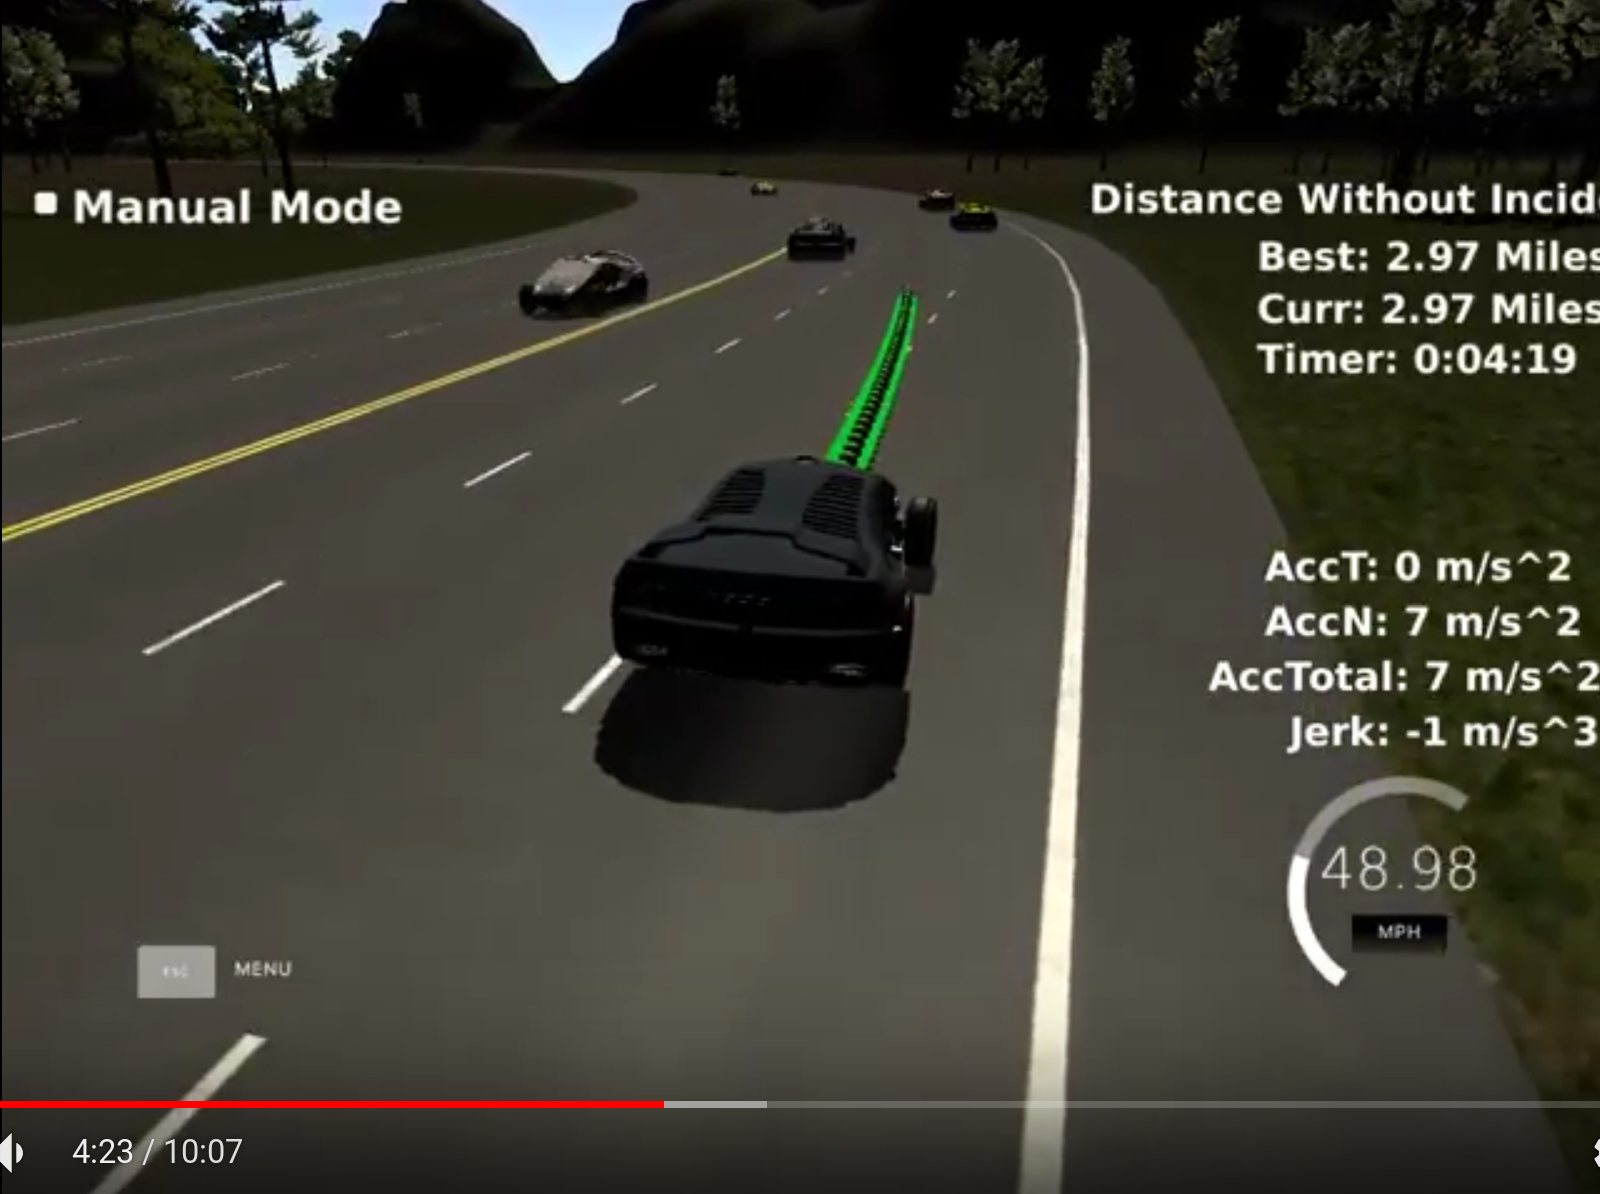 Manual Mode
Distance Without Incid
Best: 2.97 Miles
Curr: 2.97 Miles
Timer: 0:04:19
AccT: 0 m/s^2
AccN: 7 m/s^2
AccTotal: 7 m/s^2
Jerk: -1 m/s^3
48.98
MPH
ESC MENU
4:23 / 10:07